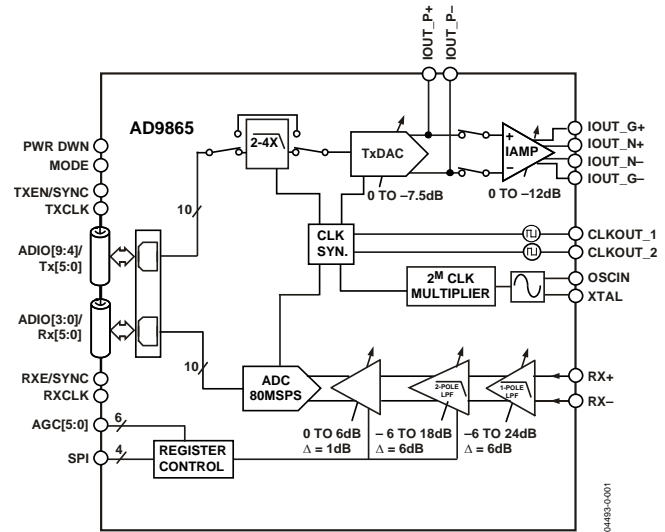 IOUT_P+
IOUT_P–
AD9865
PWR DWN
MODE
TXEN/SYNC
TXCLK
ADIO[9:4]/
Tx[5:0]
ADIO[3:0]/
Rx[5:0]
RXE/SYNC
RXCLK
AGC[5:0]
SPI
10
10
6
4
2-4X
TxDAC
0 TO –7.5dB
+
–
IAMP
0 TO –12dB
IOUT_G+
IOUT_N+
IOUT_N–
IOUT_G–
CLK
SYN.
CLKOUT_1
CLKOUT_2
2M CLK
MULTIPLIER
OSCIN
XTAL
ADC
80MSPS
2-POLE
LPF
1-POLE
LPF
RX+
RX–
0 TO 6dB
Δ = 1dB
– 6 TO 18dB
Δ = 6dB
–6 TO 24dB
Δ = 6dB
REGISTER
CONTROL
04493-0-001